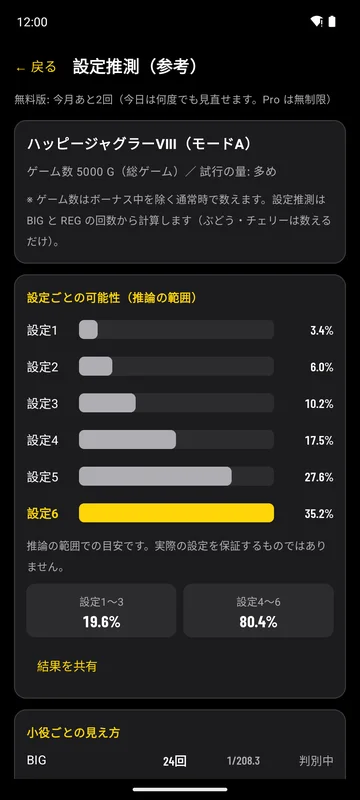 12:00
← 戻る 設定推測（参考）
無料版: 今月あと2回（今日は何度でも見直せます。Pro は無制限）
ハッピージャグラーVIII（モードA）
ゲーム数 5000 G（総ゲーム）／ 試行の量: 多め
※ ゲーム数はボーナス中を除く通常時で数えます。設定推測は
BIG と REG の回数から計算します（ぶどう・チェリーは数える
だけ）。
設定ごとの可能性（推論の範囲）
設定1 3.4%
設定2 6.0%
設定3 10.2%
設定4 17.5%
設定5 27.6%
設定6 35.2%
推論の範囲での目安です。実際の設定を保証するものではあり
ません。
設定1〜3 設定4〜6
19.6% 80.4%
結果を共有
小役ごとの見え方
BIG 24回 1/208.3 判別中